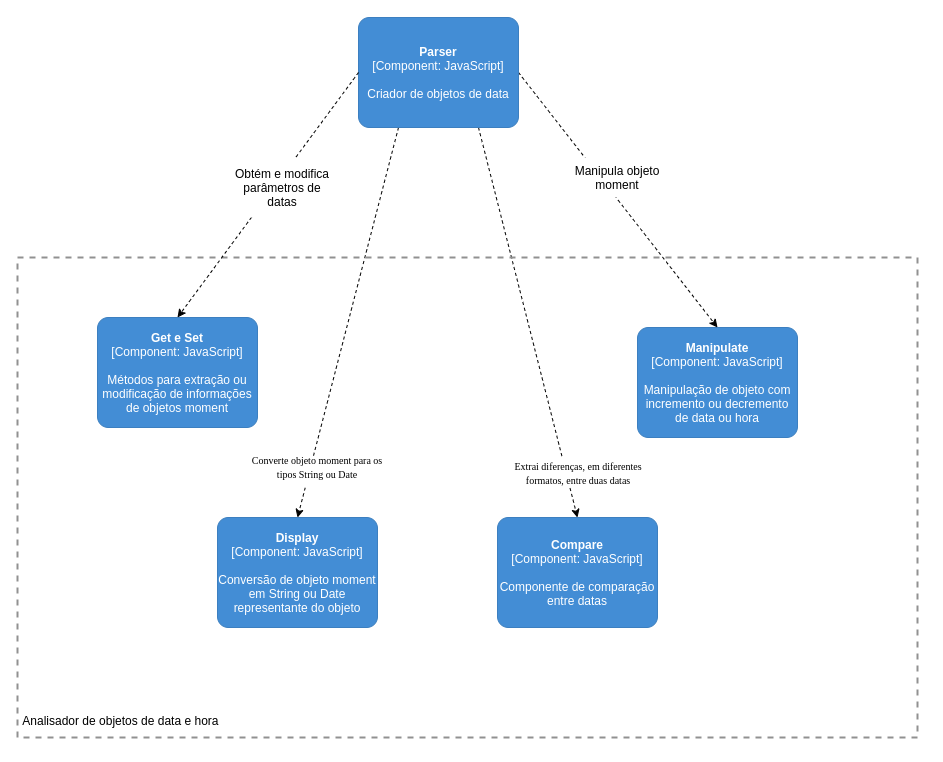 Parser
[Component: JavaScript]
Criador de objetos de data
Obtém e modifica
parâmetros de
datas
Manipula objeto
moment
Get e Set
[Component: JavaScript]
Métodos para extração ou
modificação de informações
de objetos moment
Manipulate
[Component: JavaScript]
Manipulação de objeto com
incremento ou decremento
de data ou hora
Converte objeto moment para os
tipos String ou Date
Extrai diferenças, em diferentes
formatos, entre duas datas
Display
[Component: JavaScript]
Conversão de objeto moment
em String ou Date
representante do objeto
Compare
[Component: JavaScript]
Componente de comparação
entre datas
Analisador de objetos de data e hora